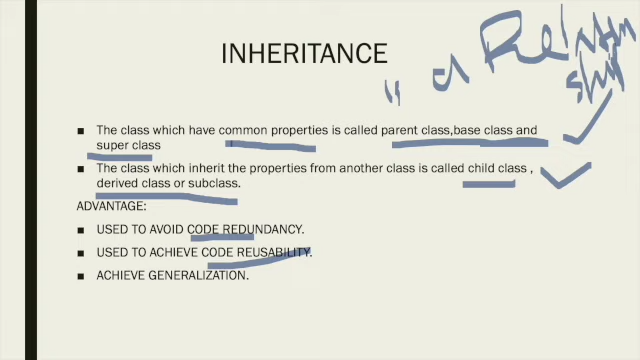 INHERITANCE
" a Relation
ship
■ The class which have common properties is called parent class,base class and
super class
■ The class which inherit the properties from another class is called child class ,
derived class or subclass.
ADVANTAGE:
■ USED TO AVOID CODE REDUNDANCY.
■ USED TO ACHIEVE CODE REUSABILITY.
■ ACHIEVE GENERALIZATION.